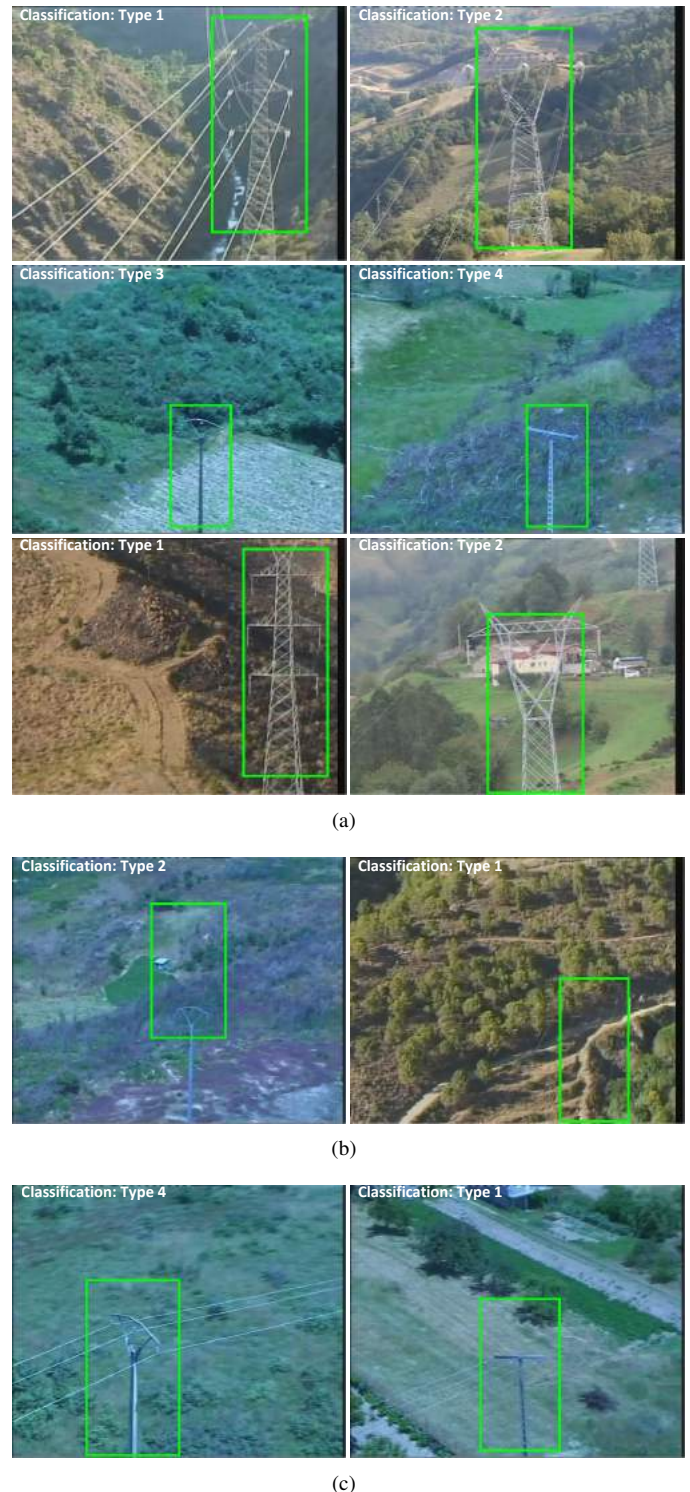 Classification: Type 1
Classification: Type 2
Classification: Type 3
Classification: Type 4
Classification: Type 1
Classification: Type 2
(a)
Classification: Type 2
Classification: Type 1
(b)
Classification: Type 4
Classification: Type 1
(c)